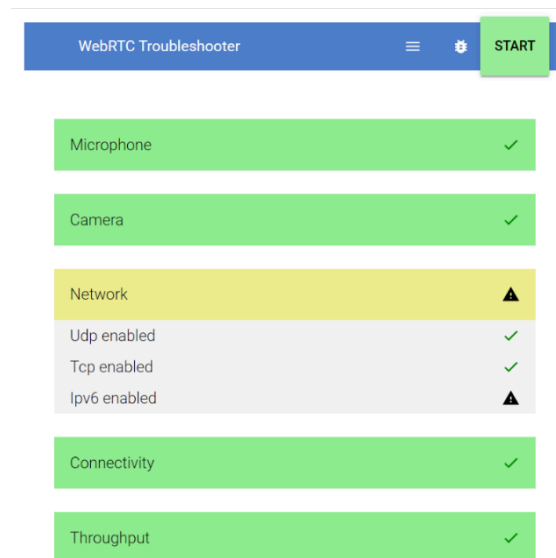 WebRTC Troubleshooter
START
Microphone
Camera
Network
Udp enabled
Tcp enabled
Ipv6 enabled
Connectivity
Throughput